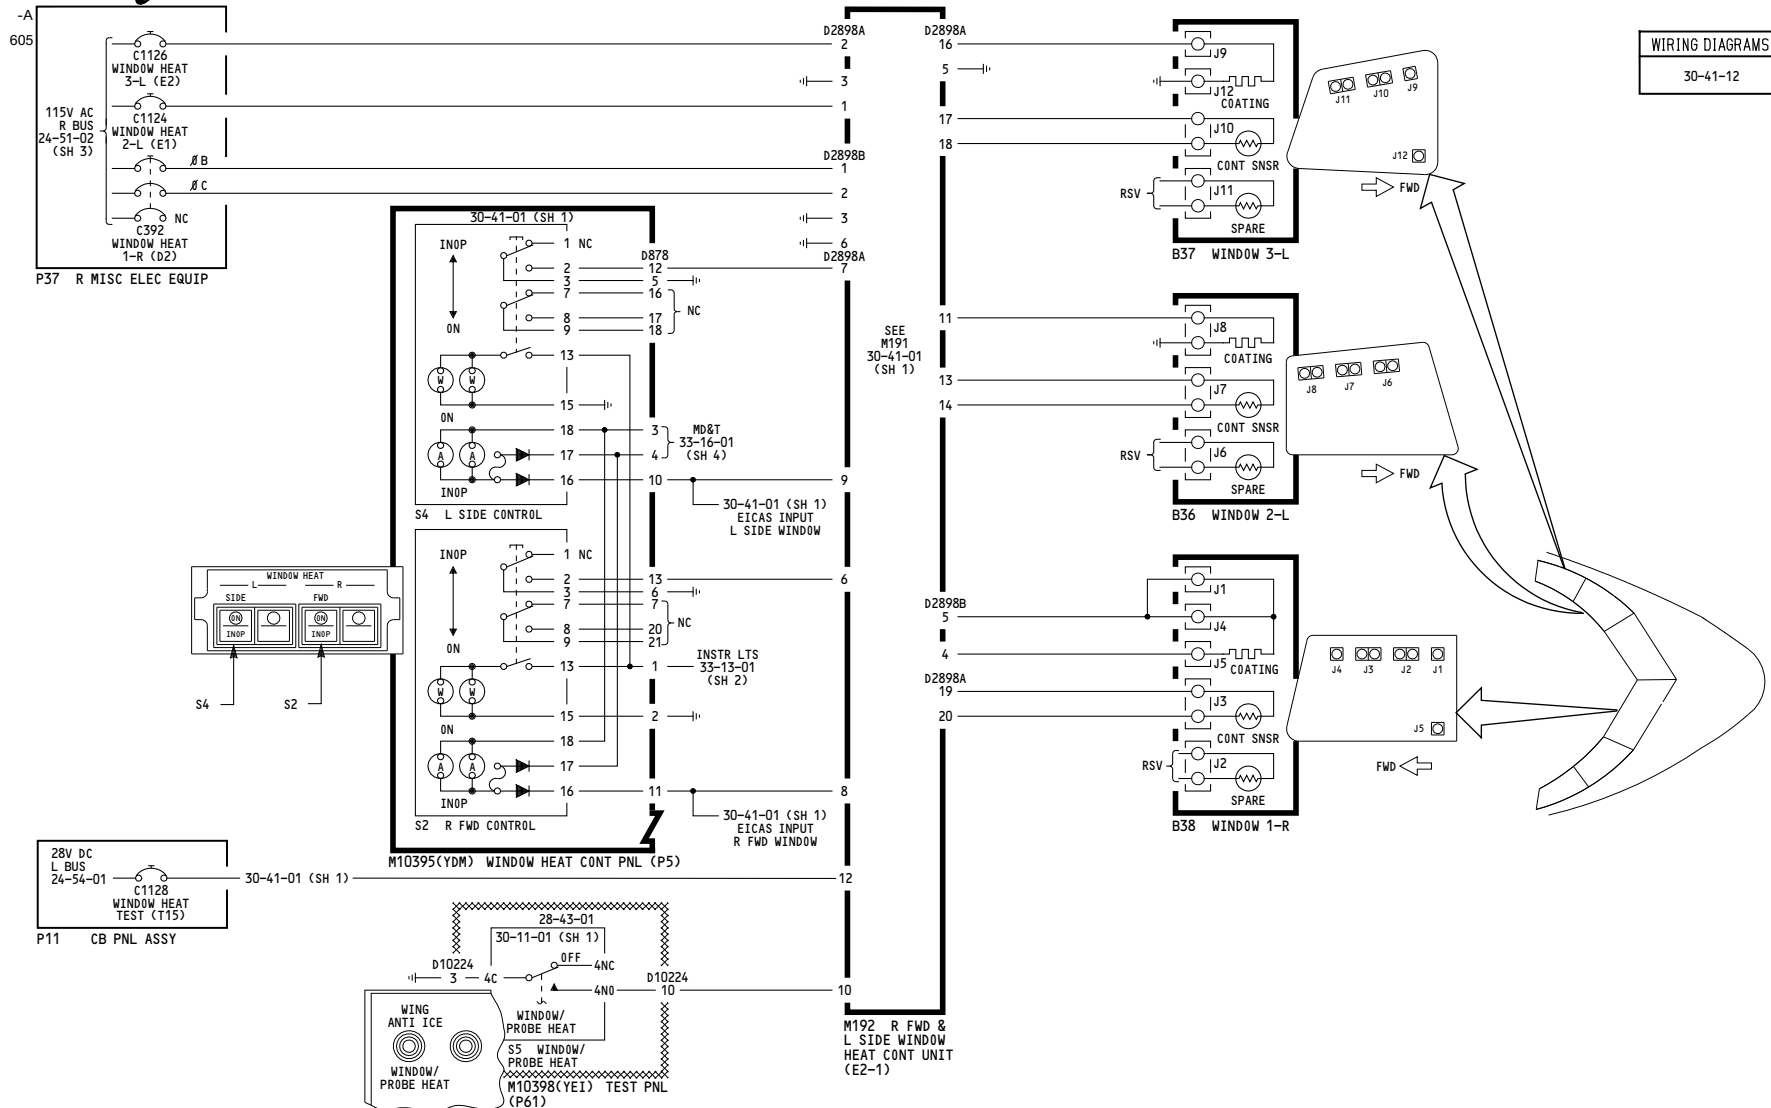 -A
605
C1126
WINDOW HEAT
3-L (E2)
115V AC
R BUS
24-51-02
(SH 3)
C1124
WINDOW HEAT
2-L (E1)
ØB
ØC
NC
C392
WINDOW HEAT
1-R (D2)
P37 R MISC ELEC EQUIP
30-41-01 (SH 1)
INOP
ON
1 NC
2
3
7
8
9
13
15
18
17
16
W W
ON
A A
INOP
S4 L SIDE CONTROL
D878
12
5
16
17
18
NC
3
4
MD&T
33-16-01
(SH 4)
10
30-41-01 (SH 1)
EICAS INPUT
L SIDE WINDOW
INOP
ON
1 NC
2
3
7
8
9
13
15
18
17
16
W W
ON
A A
INOP
S2 R FWD CONTROL
13
6
7
20
21
NC
1
INSTR LTS
33-13-01
(SH 2)
2
11
30-41-01 (SH 1)
EICAS INPUT
R FWD WINDOW
M10395(YDM) WINDOW HEAT CONT PNL (P5)
WINDOW HEAT
L R
SIDE FWD
ON ON
INOP INOP
S4 S2
28V DC
L BUS
24-54-01
C1128
WINDOW HEAT
TEST (T15)
30-41-01 (SH 1)
P11 CB PNL ASSY
28-43-01
30-11-01 (SH 1)
D10224
3
4C
OFF
4NC
4NO
D10224
10
WINDOW/
PROBE HEAT
S5 WINDOW/
PROBE HEAT
WING
ANTI ICE
WINDOW/
PROBE HEAT
M10398(YEI) TEST PNL
(P61)
D2898A
2
3
1
D2898B
1
2
3
6
D2898A
7
9
6
8
12
10
SEE
M191
30-41-01
(SH 1)
M192 R FWD &
L SIDE WINDOW
HEAT CONT UNIT
(E2-1)
D2898A
16
5
17
18
11
13
14
D2898B
5
4
D2898A
19
20
J9
J12
COATING
J10
CONT SNSR
RSV
J11
SPARE
B37 WINDOW 3-L
J8
COATING
J7
CONT SNSR
RSV
J6
SPARE
B36 WINDOW 2-L
J1
J4
J5
COATING
J3
CONT SNSR
RSV
J2
SPARE
B38 WINDOW 1-R
J11 J10 J9
J12
FWD
J8 J7 J6
FWD
J4 J3 J2 J1
J5
FWD
WIRING DIAGRAMS
30-41-12